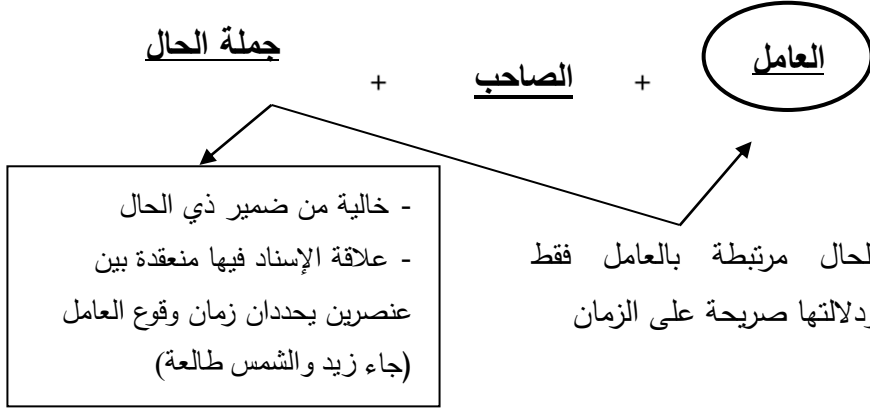 العامل + الصاحب + جملة الحال
- خالية من ضمير ذي الحال
- علاقة الإسناد فيها منعقدة بين
عنصرين يحددان زمان وقوع العامل
(جاء زيد والشمس طالعة)
لحال مرتبطة بالعامل فقط
ودلالتها صريحة على الزمان